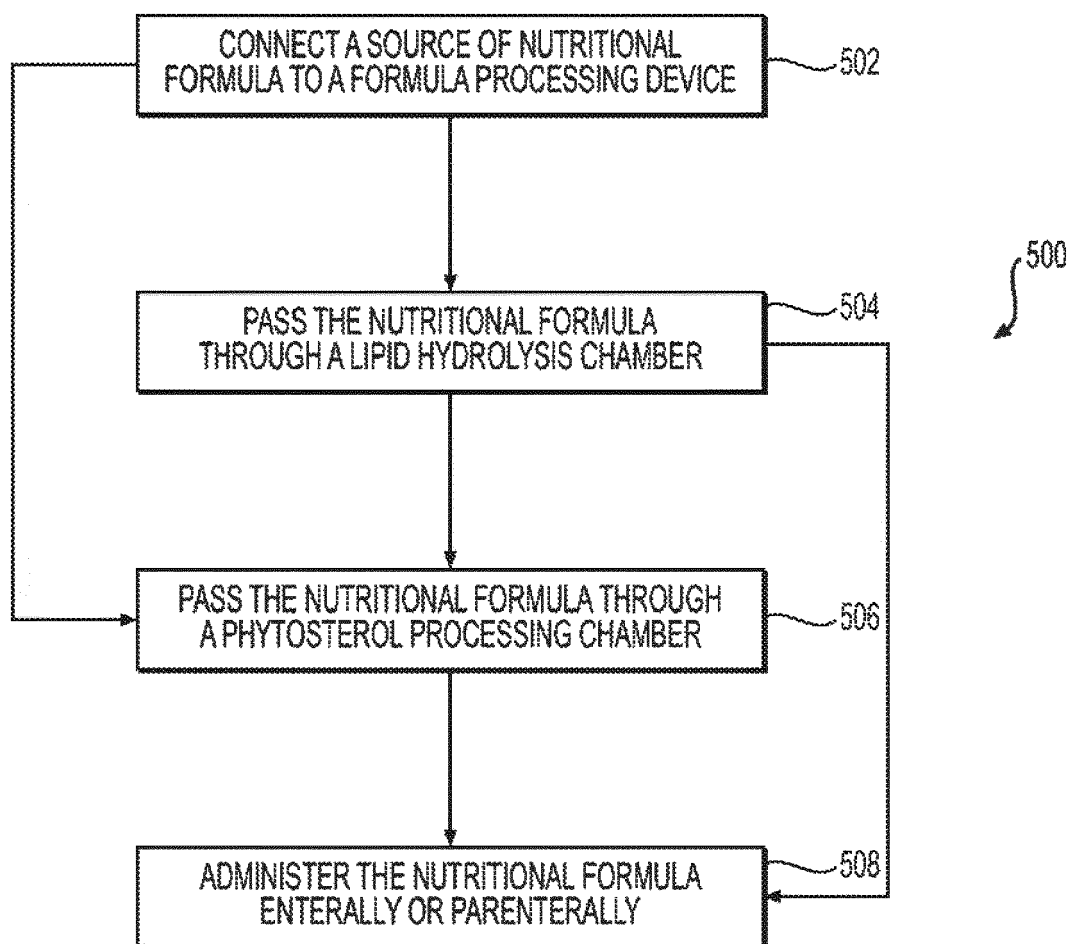 CONNECT A SOURCE OF NUTRITIONAL
FORMULA TO A FORMULA PROCESSING DEVICE
502
500
PASS THE NUTRITIONAL FORMULA
THROUGH A LIPID HYDROLYSIS CHAMBER
504
PASS THE NUTRITIONAL FORMULA THROUGH
A PHYTOSTEROL PROCESSING CHAMBER
506
ADMINISTER THE NUTRITIONAL FORMULA
ENTERALLY OR PARENTERALLY
508